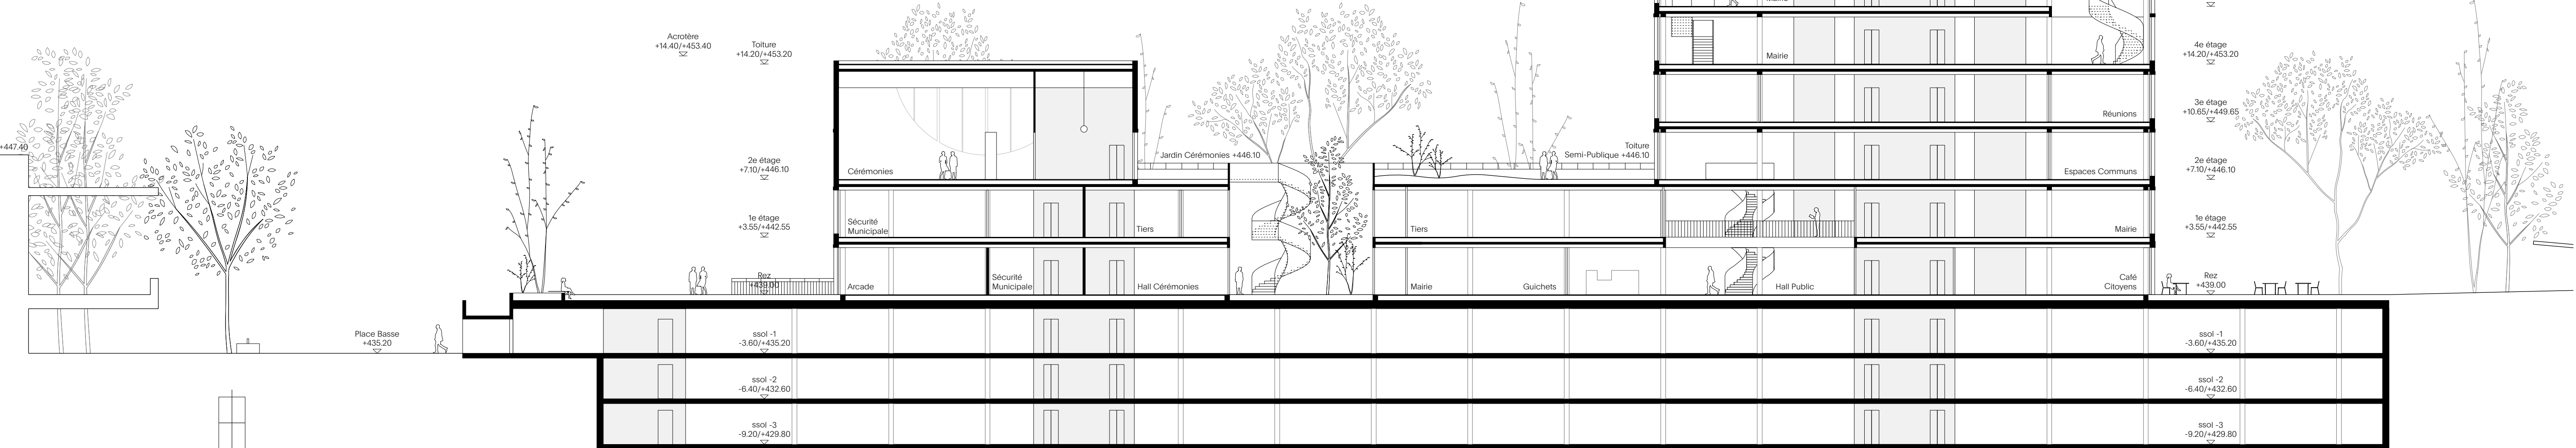 +447.40
Place Basse
+435.20
Acrotère
+14.40/+453.40
Toiture
+14.20/+453.20
2e étage
+7.10/+446.10
1e étage
+3.55/+442.55
Rez
+439.00
ssol -1
-3.60/+435.20
ssol -2
-6.40/+432.60
ssol -3
-9.20/+429.80
Cérémonies
Jardin Cérémonies +446.10
Sécurité
Municipale
Tiers
Arcade
Sécurité
Municipale
Hall Cérémonies
Toiture
Semi-Publique +446.10
Tiers
Mairie
Guichets
Hall Public
Mairie
Mairie
Réunions
Espaces Communs
Mairie
Café
Citoyens
4e étage
+14.20/+453.20
3e étage
+10.65/+449.65
2e étage
+7.10/+446.10
1e étage
+3.55/+442.55
Rez
+439.00
ssol -1
-3.60/+435.20
ssol -2
-6.40/+432.60
ssol -3
-9.20/+429.80